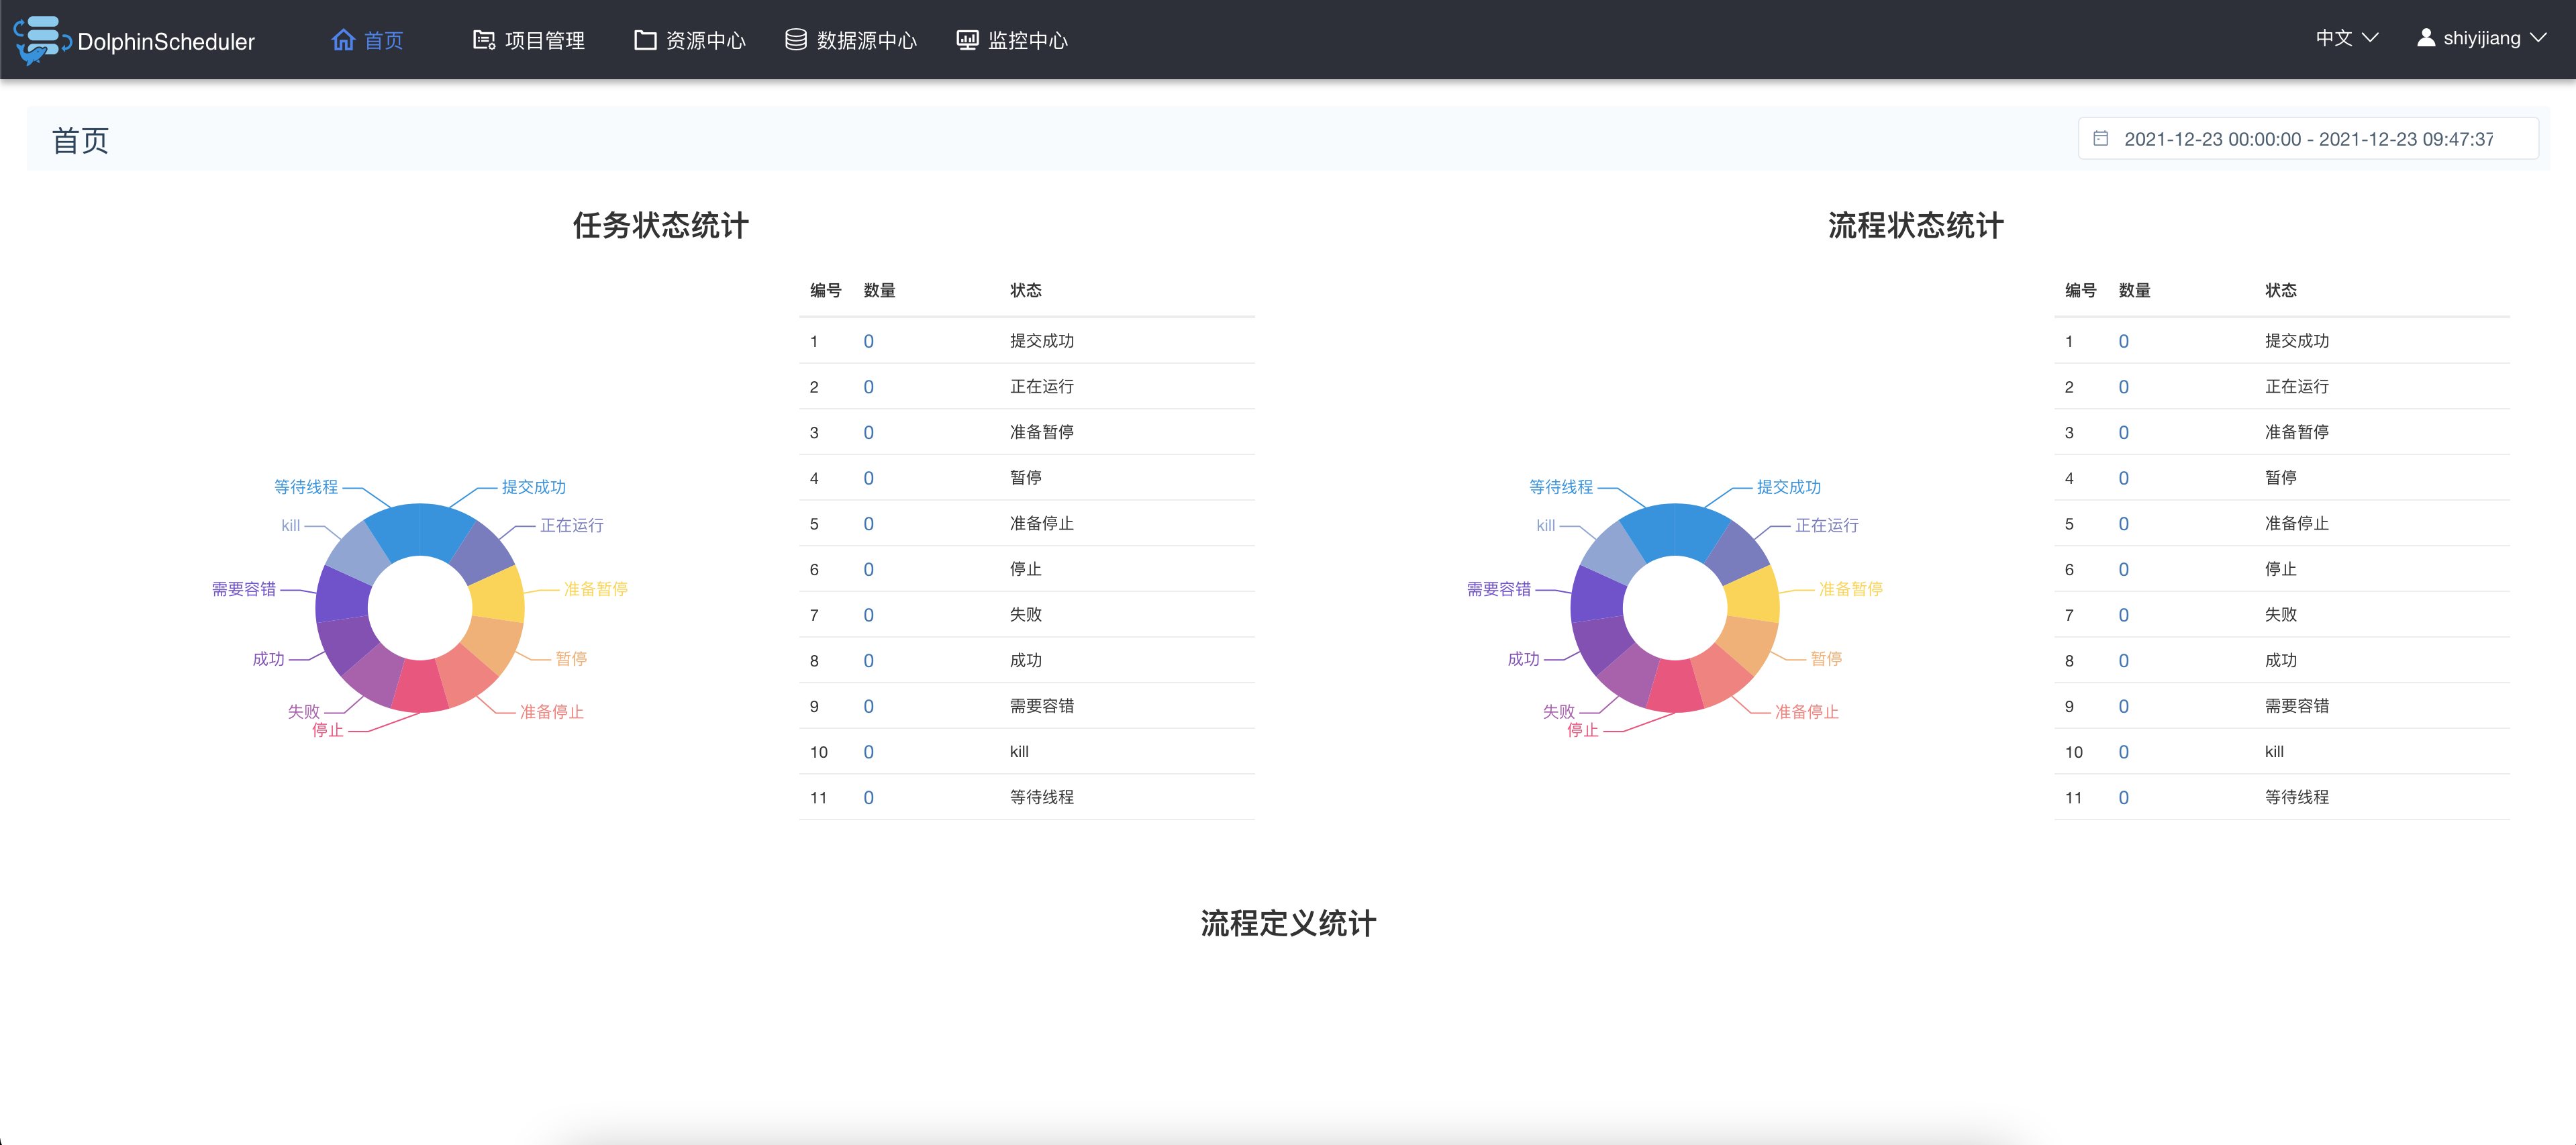 DolphinScheduler 首页 项目管理 资源中心 数据源中心 监控中心 中文 shiyijiang
首页 2021-12-23 00:00:00 - 2021-12-23 09:47:37
任务状态统计
等待线程 提交成功
kill 正在运行
需要容错 准备暂停
成功 暂停
失败 准备停止
停止
编号 数量 状态
1 0 提交成功
2 0 正在运行
3 0 准备暂停
4 0 暂停
5 0 准备停止
6 0 停止
7 0 失败
8 0 成功
9 0 需要容错
10 0 kill
11 0 等待线程
流程状态统计
等待线程 提交成功
kill 正在运行
需要容错 准备暂停
成功 暂停
失败 准备停止
停止
编号 数量 状态
1 0 提交成功
2 0 正在运行
3 0 准备暂停
4 0 暂停
5 0 准备停止
6 0 停止
7 0 失败
8 0 成功
9 0 需要容错
10 0 kill
11 0 等待线程
流程定义统计